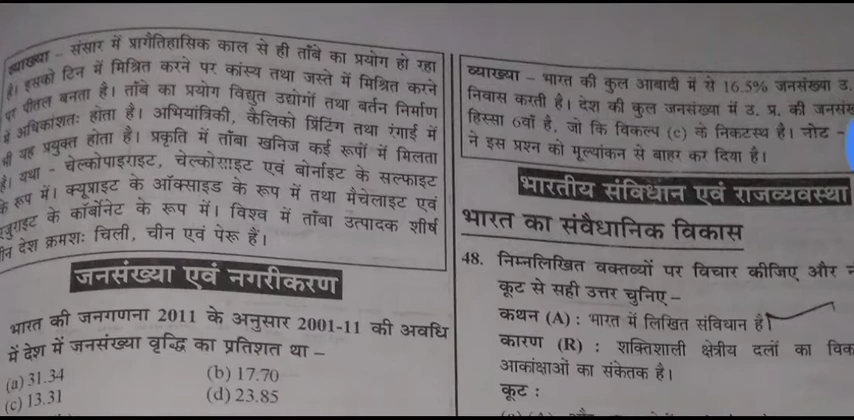 व्याख्या – संसार में प्रागैतिहासिक काल से ही ताँबे का प्रयोग हो रहा
है। इसको टिन में मिश्रित करने पर कांस्य तथा जस्ते में मिश्रित करने
पर पीतल बनता है। ताँबे का प्रयोग विद्युत उद्योगों तथा बर्तन निर्माण
में अधिकांशतः होता है। अभियांत्रिकी, कैलिको प्रिंटिंग तथा रंगाई में
भी यह प्रयुक्त होता है। प्रकृति में ताँबा खनिज कई रूपों में मिलता
है। यथा - चेल्कोपाइराइट, चेल्कोसाइट एवं बोर्नाइट के सल्फाइट
के रूप में। क्यूप्राइट के ऑक्साइड के रूप में तथा मैचेलाइट एवं
एजुराइट के कॉर्बोनेट के रूप में। विश्व में ताँबा उत्पादक शीर्ष
तीन देश क्रमशः चिली, चीन एवं पेरू हैं।
जनसंख्या एवं नगरीकरण
भारत की जनगणना 2011 के अनुसार 2001-11 की अवधि
में देश में जनसंख्या वृद्धि का प्रतिशत था –
(a) 31.34 (b) 17.70
(c) 13.31 (d) 23.85
व्याख्या – भारत की कुल आबादी में से 16.5% जनसंख्या उ.
निवास करती है। देश की कुल जनसंख्या में उ. प्र. की
हिस्सा 6वाँ है, जो कि विकल्प (c) के निकटस्थ है। नोट –
ने इस प्रश्न को मूल्यांकन से बाहर कर दिया है।
भारतीय संविधान एवं राजव्यवस्था
भारत का संवैधानिक विकास
48. निम्नलिखित वक्तव्यों पर विचार कीजिए और
कूट से सही उत्तर चुनिए –
कथन (A) : भारत में लिखित संविधान है।
कारण (R) : शक्तिशाली क्षेत्रीय दलों का
आकांक्षाओं का संकेतक है।
कूट :